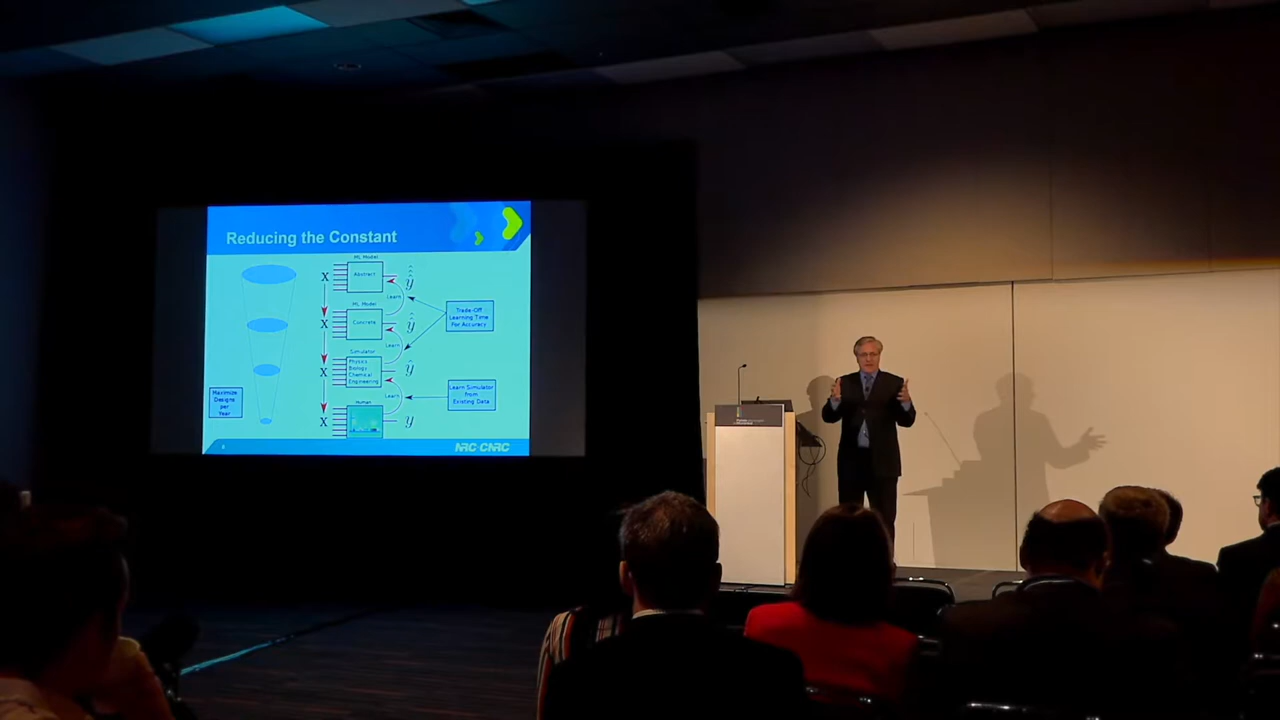 Reducing the Constant
ML Model
X
Abstract
ŷ̂̂
Learn
ML Model
X
Concrete
ŷ̂
Trade-Off
Learning Time
For Accuracy
Learn
Simulator
X
Physics
Biology
Chemical
Engineering
ŷ
Learn
Learn Simulator
from
Existing Data
Maximize
Designs
per
Year
Human
X
y
NRC·CNRC